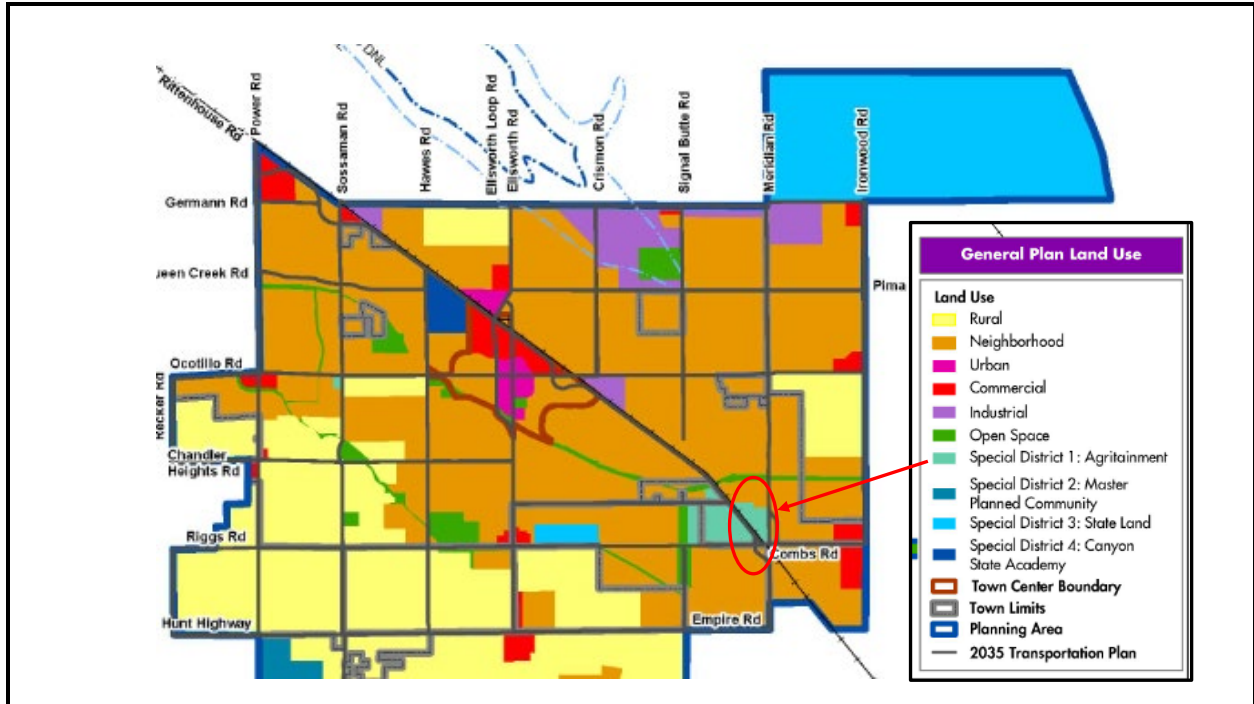 DNL
Rittenhouse Rd
Power Rd
Sossaman Rd
Hawes Rd
Ellsworth Loop Rd
Ellsworth Rd
Crismon Rd
Signal Butte Rd
Meridian Rd
Ironwood Rd
Germann Rd
ueen Creek Rd
Pima
Ocotillo Rd
Recker Rd
Chandler
Heights Rd
Riggs Rd
Combs Rd
Hunt Highway
Empire Rd
General Plan Land Use
Land Use
Rural
Neighborhood
Urban
Commercial
Industrial
Open Space
Special District 1: Agritainment
Special District 2: Master
Planned Community
Special District 3: State Land
Special District 4: Canyon
State Academy
Town Center Boundary
Town Limits
Planning Area
2035 Transportation Plan